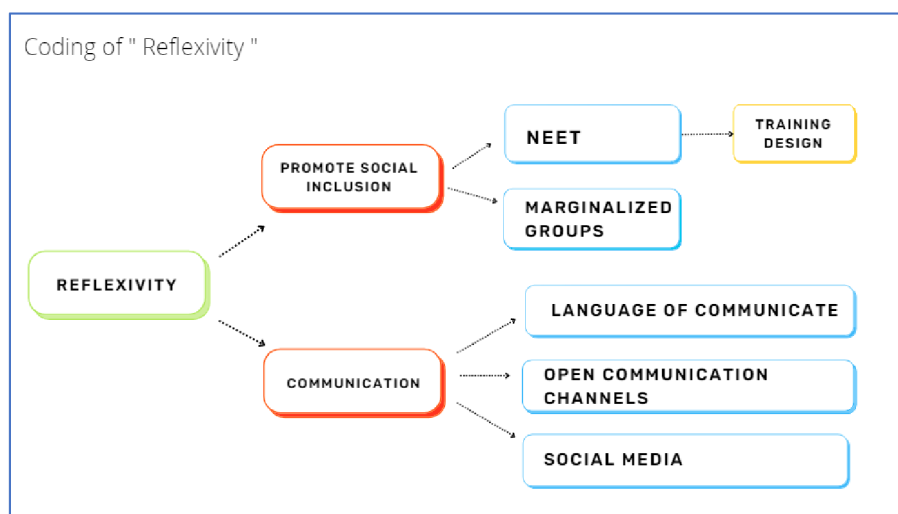 Coding of " Reflexivity "
NEET
TRAINING
DESIGN
PROMOTE SOCIAL
INCLUSION
MARGINALIZED
GROUPS
REFLEXIVITY
LANGUAGE OF COMMUNICATE
COMMUNICATION
OPEN COMMUNICATION
CHANNELS
SOCIAL MEDIA